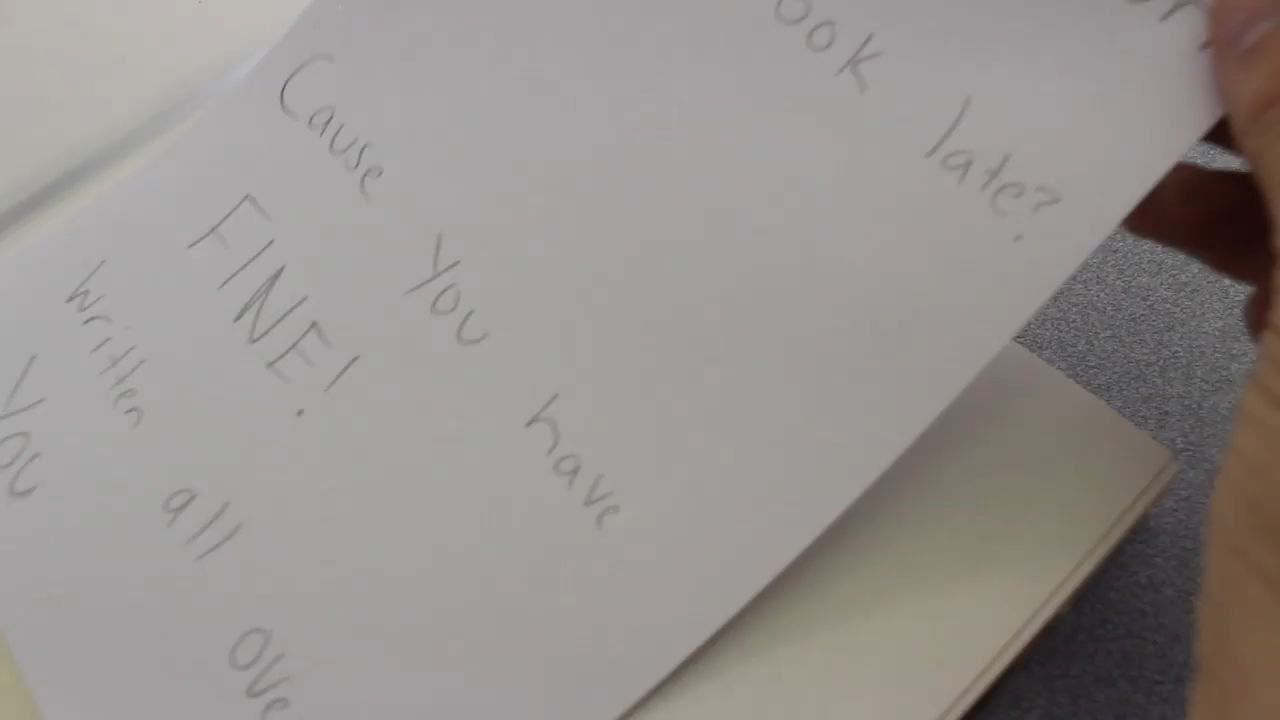 ook late?
Cause you have
FINE!
written all
ove
you